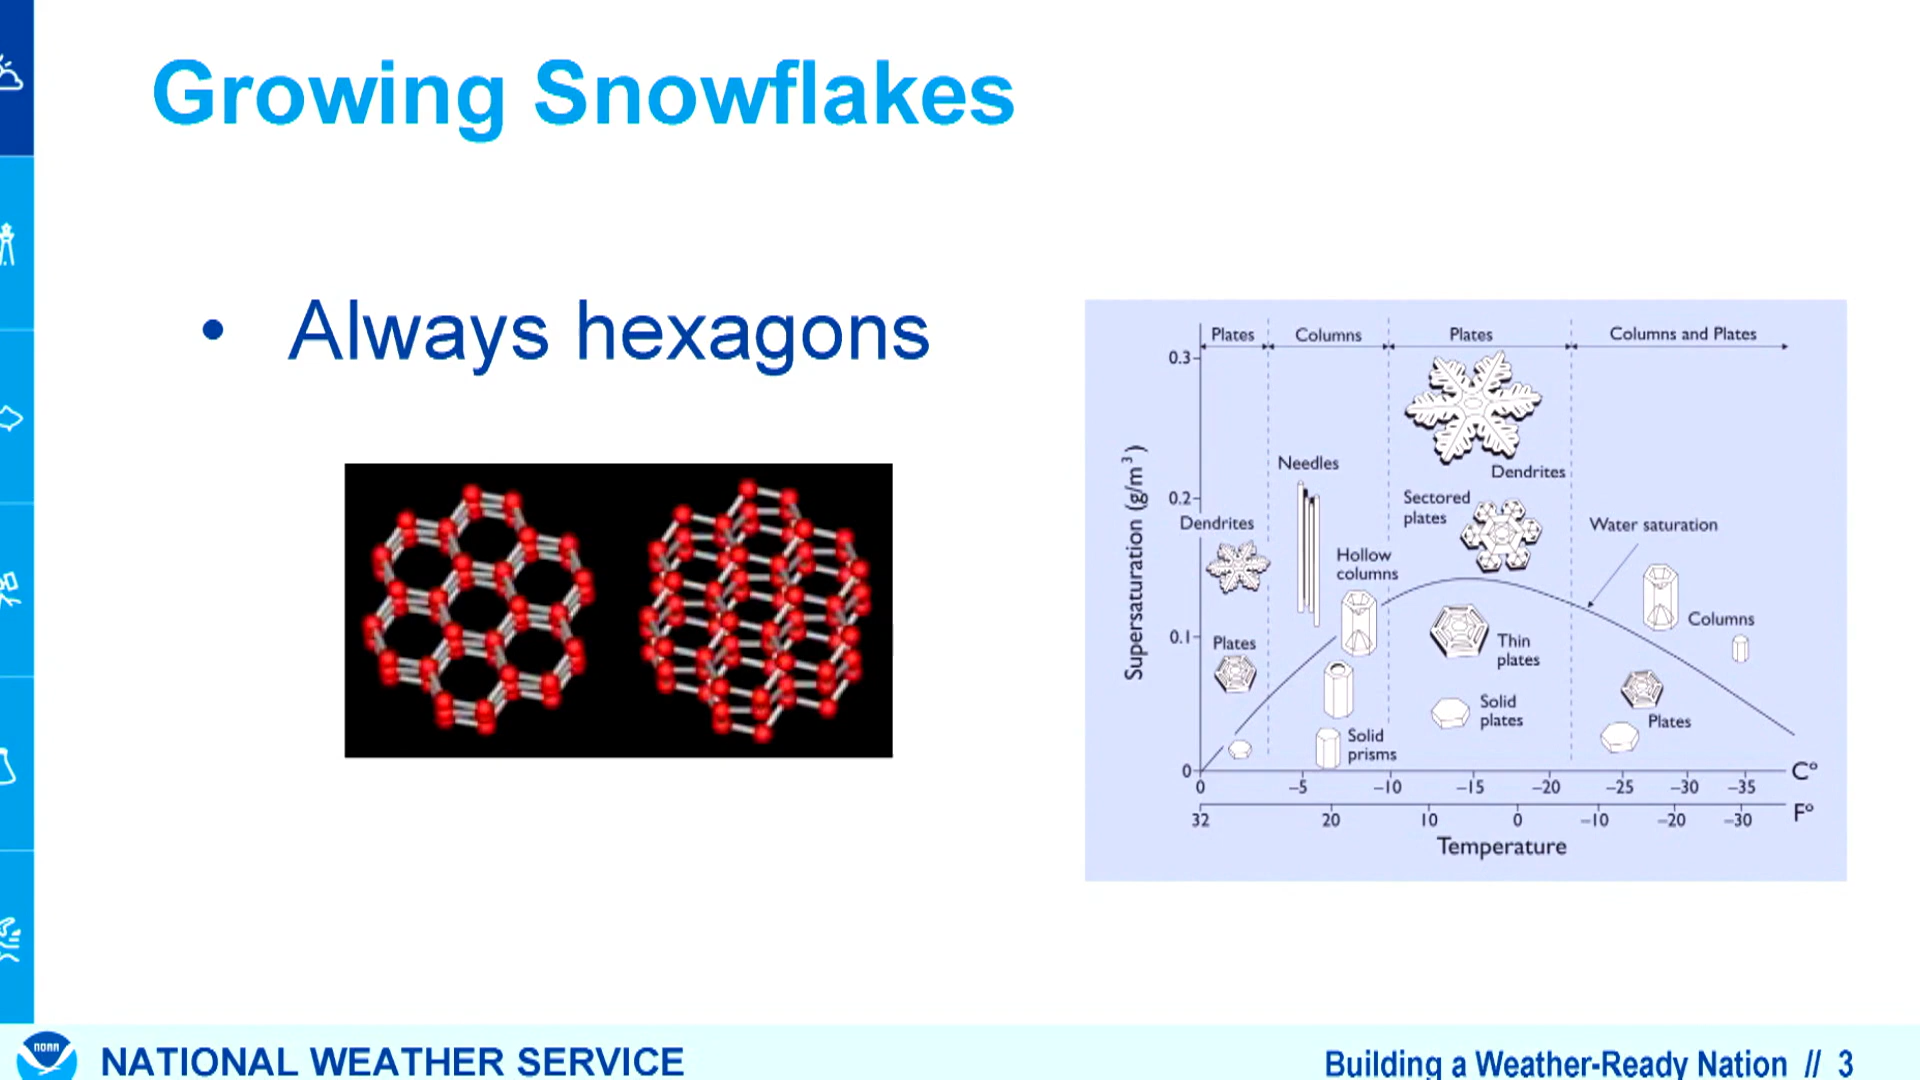 Growing Snowflakes
• Always hexagons
Plates Columns Plates Columns and Plates
0.3
0.2
0.1
0
Supersaturation (g/m³)
Dendrites
Needles
Sectored
plates
Dendrites
Water saturation
Hollow
columns
Columns
Plates
Thin
plates
Solid
plates
Plates
Solid
prisms
0 –5 –10 –15 –20 –25 –30 –35 C°
32 20 10 0 –10 –20 –30 F°
Temperature
NOAA
NATIONAL WEATHER SERVICE
Building a Weather-Ready Nation // 3